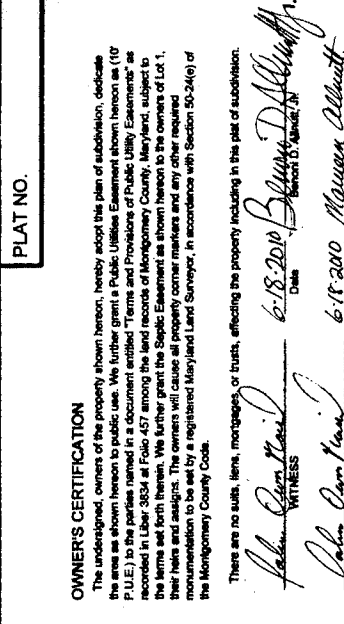 PLAT NO.
OWNER'S CERTIFICATION
The undersigned, owners of the property shown hereon, hereby adopt this plan of subdivision, dedicate
the area as shown hereon to public use. We further grant a Public Utilities Easement shown hereon as (10'
P.U.E.) to the parties named in a document entitled "Terms and Provisions of Public Utility Easements" as
recorded in Liber 3834 at Folio 457 among the land records of Montgomery County, Maryland, subject to
the terms set forth therein. We further grant the Septic Easement as shown hereon to the owners of Lot 1,
their heirs and assigns. The owners will cause all property corner markers and any other required
monumentation to be set by a registered Maryland Land Surveyor, in accordance with Section 50-24(e) of
the Montgomery County Code.
There are no suits, liens, mortgages, or trusts, affecting the property including in this plat of subdivision.
6-18-2010 Benoni D. Allnutt, Jr.
WITNESS Date Benoni D. Allnutt, Jr.
6-18-2010 Maureen Allnutt